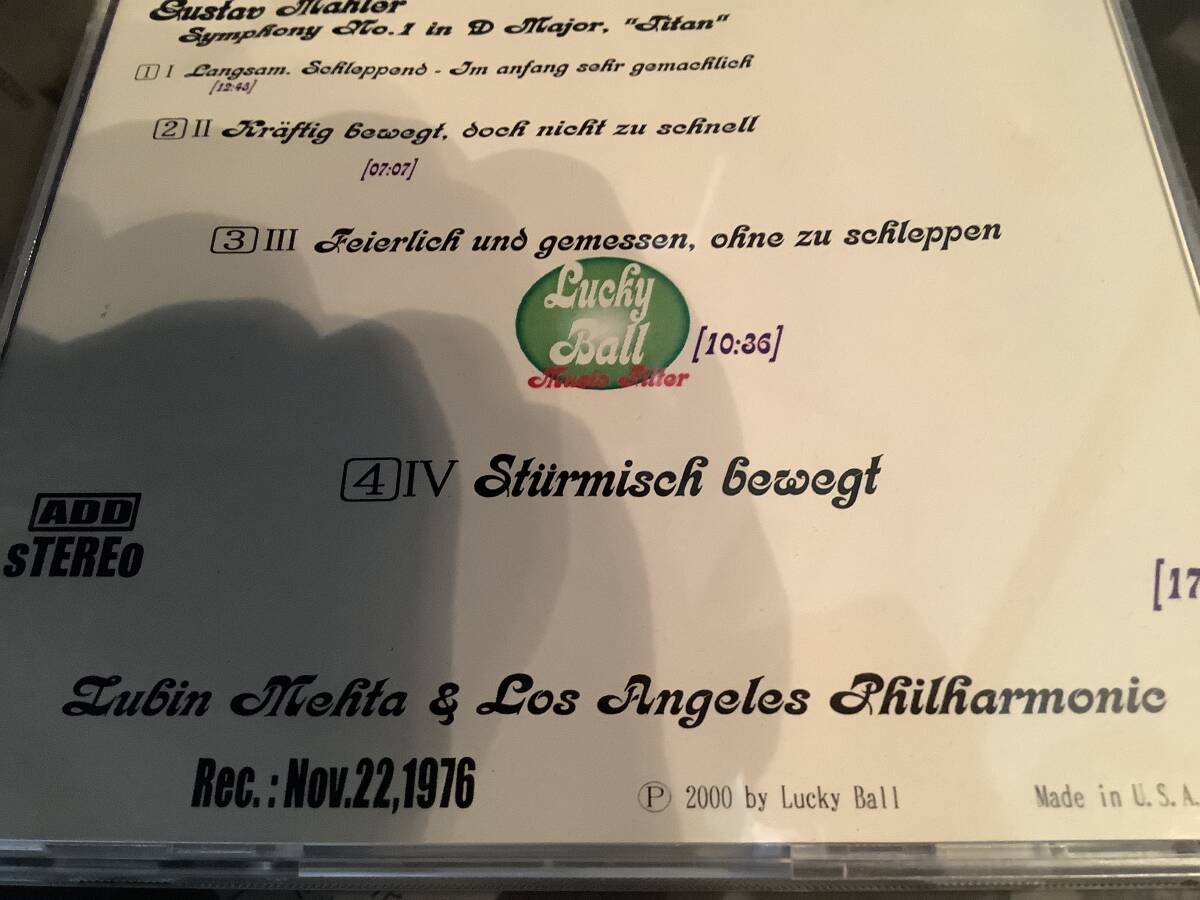 Gustav Mahler
Symphony No.1 in D Major, "Titan"
1 I Langsam. Schleppend - Im anfang sehr gemachlich
[12:43]
2 II Kräftig bewegt, doch nicht zu schnell
[07:07]
3 III Feierlich und gemessen, ohne zu schleppen
Lucky
Ball
[10:36]
Music
4 IV Stürmisch bewegt
ADD
sTEREo
[17
Zubin Mehta & Los Angeles Philharmonic
Rec.: Nov.22,1976
Ⓟ 2000 by Lucky Ball
Made in U.S.A.